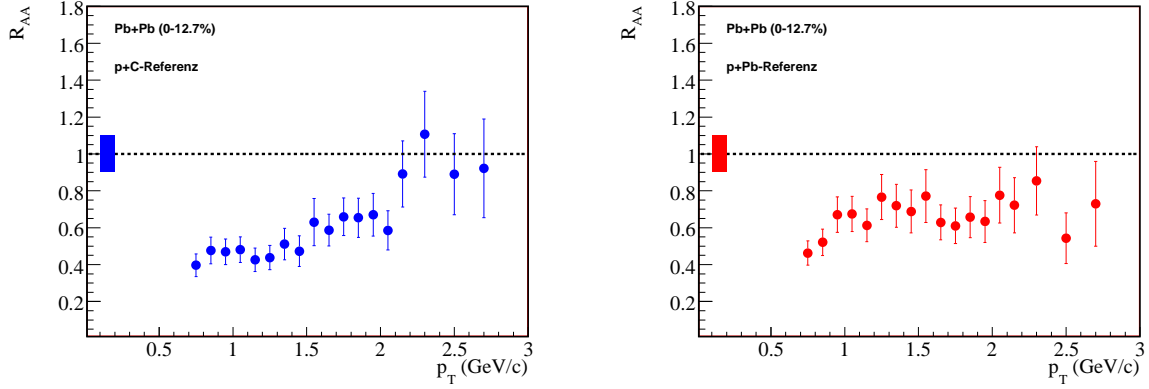 R_AA
1.8
1.6
1.4
1.2
1
0.8
0.6
0.4
0.2
Pb+Pb (0-12.7%)
p+C-Referenz
0.5 1 1.5 2 2.5 3
p_T (GeV/c)
R_AA
1.8
1.6
1.4
1.2
1
0.8
0.6
0.4
0.2
Pb+Pb (0-12.7%)
p+Pb-Referenz
0.5 1 1.5 2 2.5 3
p_T (GeV/c)